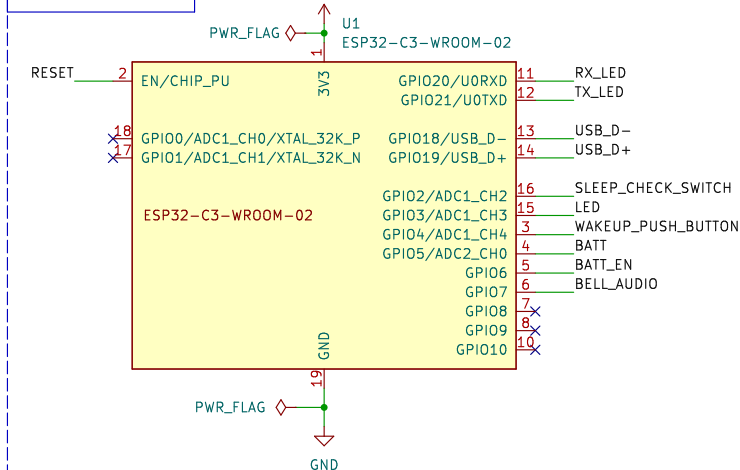 PWR_FLAG
U1
ESP32-C3-WROOM-02
1
3V3
RESET 2 EN/CHIP_PU
GPIO20/U0RXD 11 RX_LED
GPIO21/U0TXD 12 TX_LED
18 GPIO0/ADC1_CH0/XTAL_32K_P
GPIO18/USB_D- 13 USB_D-
17 GPIO1/ADC1_CH1/XTAL_32K_N
GPIO19/USB_D+ 14 USB_D+
GPIO2/ADC1_CH2 16 SLEEP_CHECK_SWITCH
ESP32-C3-WROOM-02
GPIO3/ADC1_CH3 15 LED
GPIO4/ADC1_CH4 3 WAKEUP_PUSH_BUTTON
GPIO5/ADC2_CH0 4 BATT
GPIO6 5 BATT_EN
GPIO7 6 BELL_AUDIO
GPIO8 7
GPIO9 8
GPIO10 10
GND
19
PWR_FLAG
GND